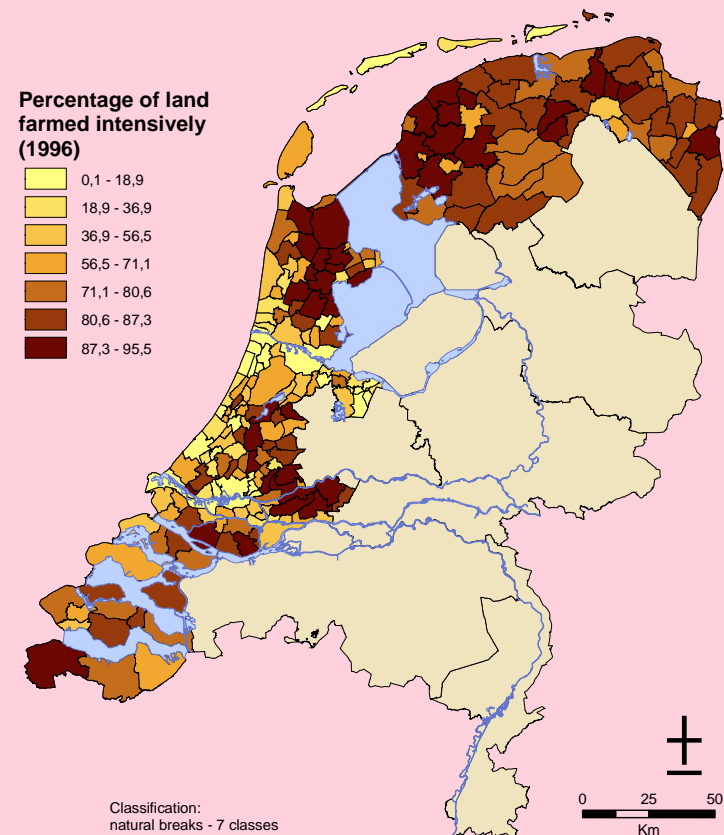 Percentage of land
farmed intensively
(1996)
0,1 - 18,9
18,9 - 36,9
36,9 - 56,5
56,5 - 71,1
71,1 - 80,6
80,6 - 87,3
87,3 - 95,5
Classification:
natural breaks - 7 classes
0 25 50
Km